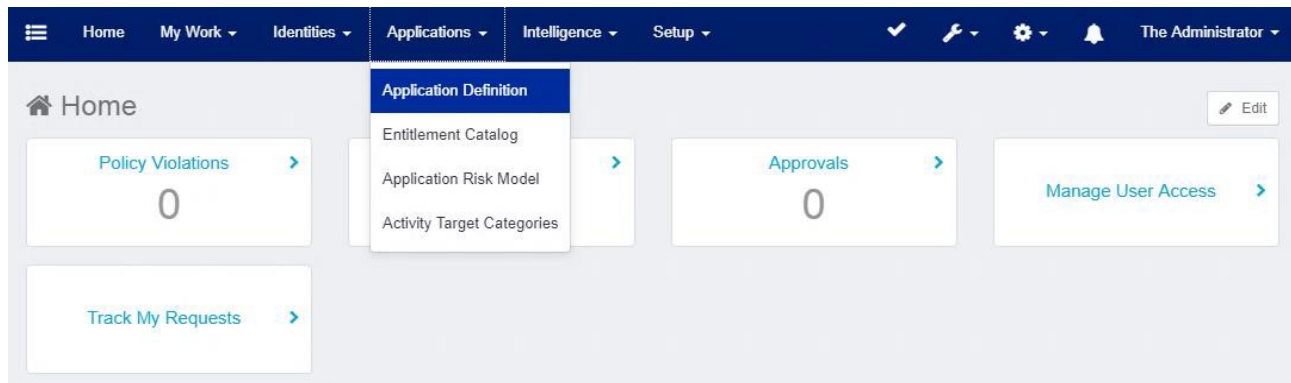 Home My Work Identities Applications Intelligence Setup The Administrator
Application Definition
Home
Edit
Entitlement Catalog
Policy Violations
Approvals
Application Risk Model
Manage User Access
0
0
Activity Target Categories
Track My Requests